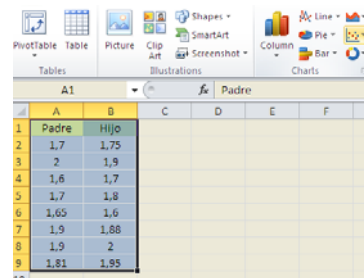 PivotTable Table Picture Clip Art Shapes SmartArt Screenshot Column Line Pie Bar
Tables Illustrations Charts
A1 fx Padre
A B C D E F
1 Padre Hijo
2 1,7 1,75
3 2 1,9
4 1,6 1,7
5 1,7 1,8
6 1,65 1,6
7 1,9 1,88
8 1,9 2
9 1,81 1,95